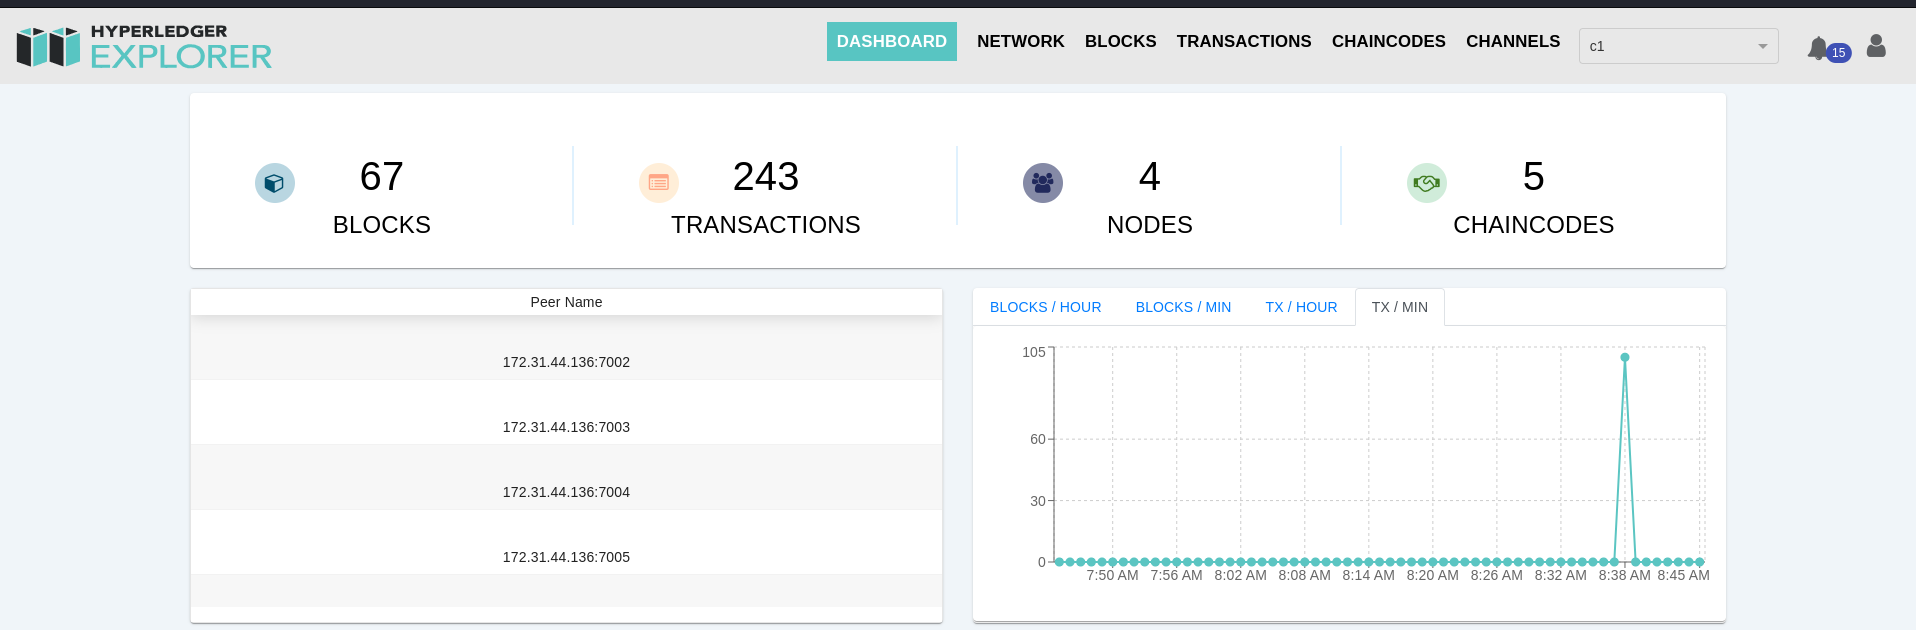 HYPERLEDGER
EXPLORER
DASHBOARD NETWORK BLOCKS TRANSACTIONS CHAINCODES CHANNELS c1 15
67
BLOCKS
243
TRANSACTIONS
4
NODES
5
CHAINCODES
Peer Name
172.31.44.136:7002
172.31.44.136:7003
172.31.44.136:7004
172.31.44.136:7005
BLOCKS / HOUR BLOCKS / MIN TX / HOUR TX / MIN
105
60
30
0
7:50 AM 7:56 AM 8:02 AM 8:08 AM 8:14 AM 8:20 AM 8:26 AM 8:32 AM 8:38 AM 8:45 AM